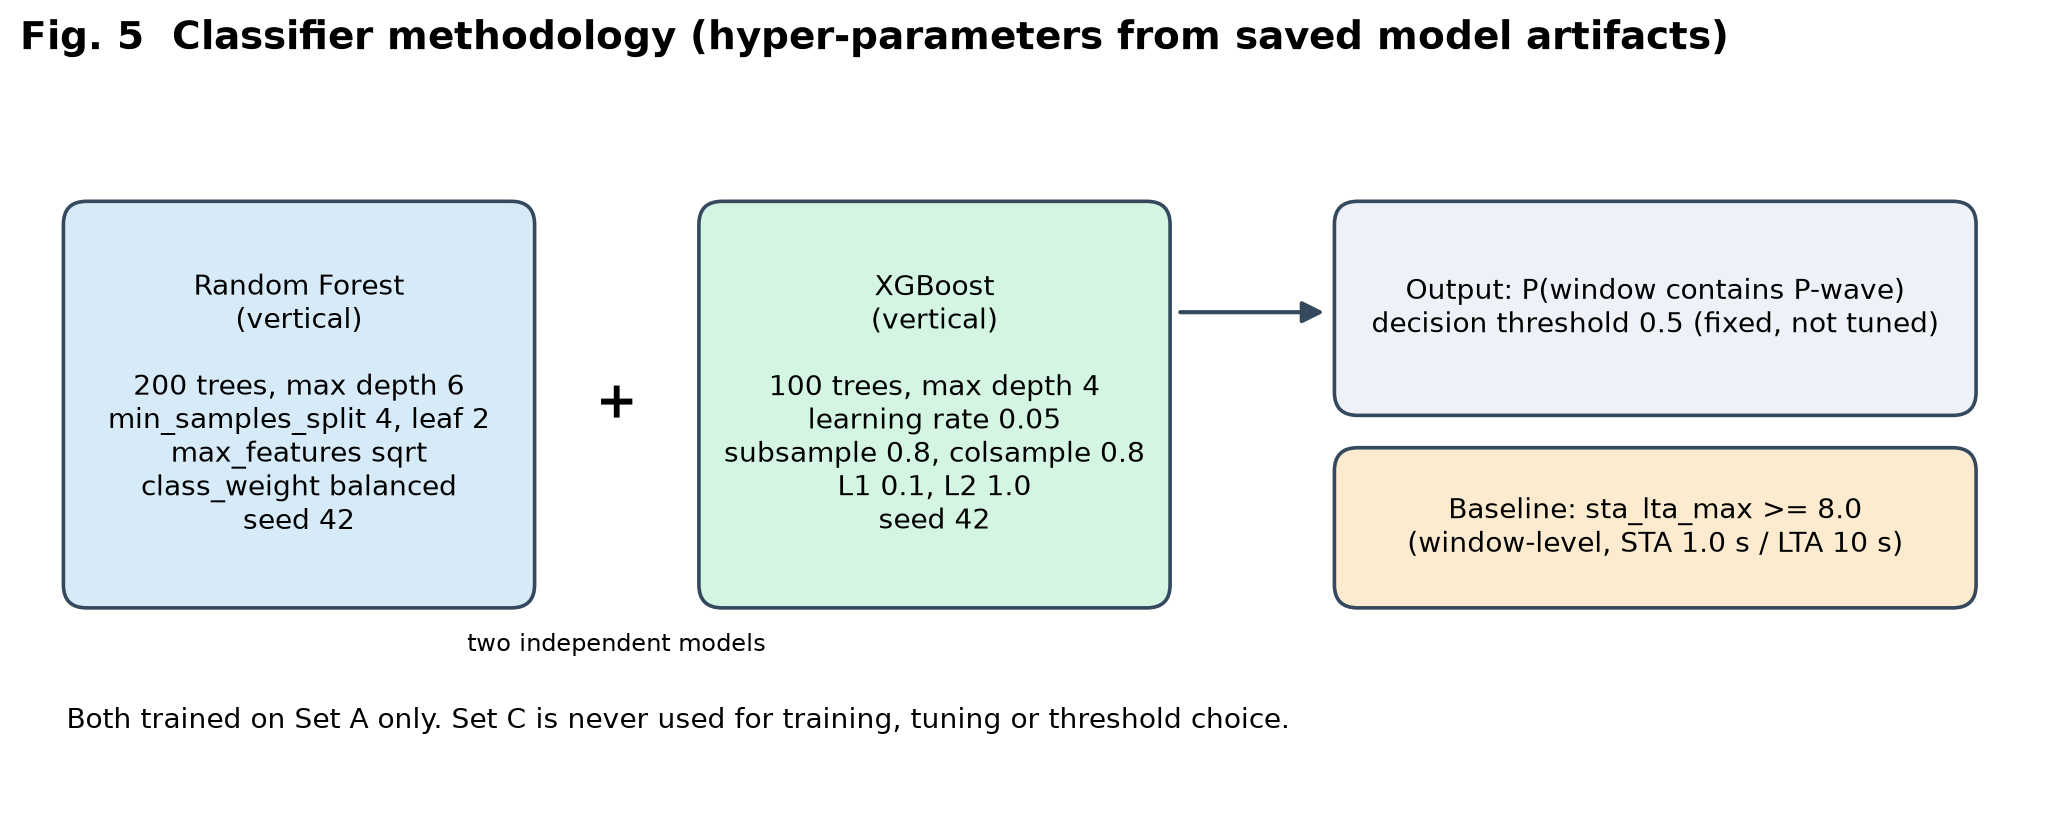 Fig. 5  Classifier methodology (hyper-parameters from saved model artifacts)
Random Forest
(vertical)
200 trees, max depth 6
min_samples_split 4, leaf 2
max_features sqrt
class_weight balanced
seed 42
+
XGBoost
(vertical)
100 trees, max depth 4
learning rate 0.05
subsample 0.8, colsample 0.8
L1 0.1, L2 1.0
seed 42
Output: P(window contains P-wave)
decision threshold 0.5 (fixed, not tuned)
Baseline: sta_lta_max >= 8.0
(window-level, STA 1.0 s / LTA 10 s)
two independent models
Both trained on Set A only. Set C is never used for training, tuning or threshold choice.